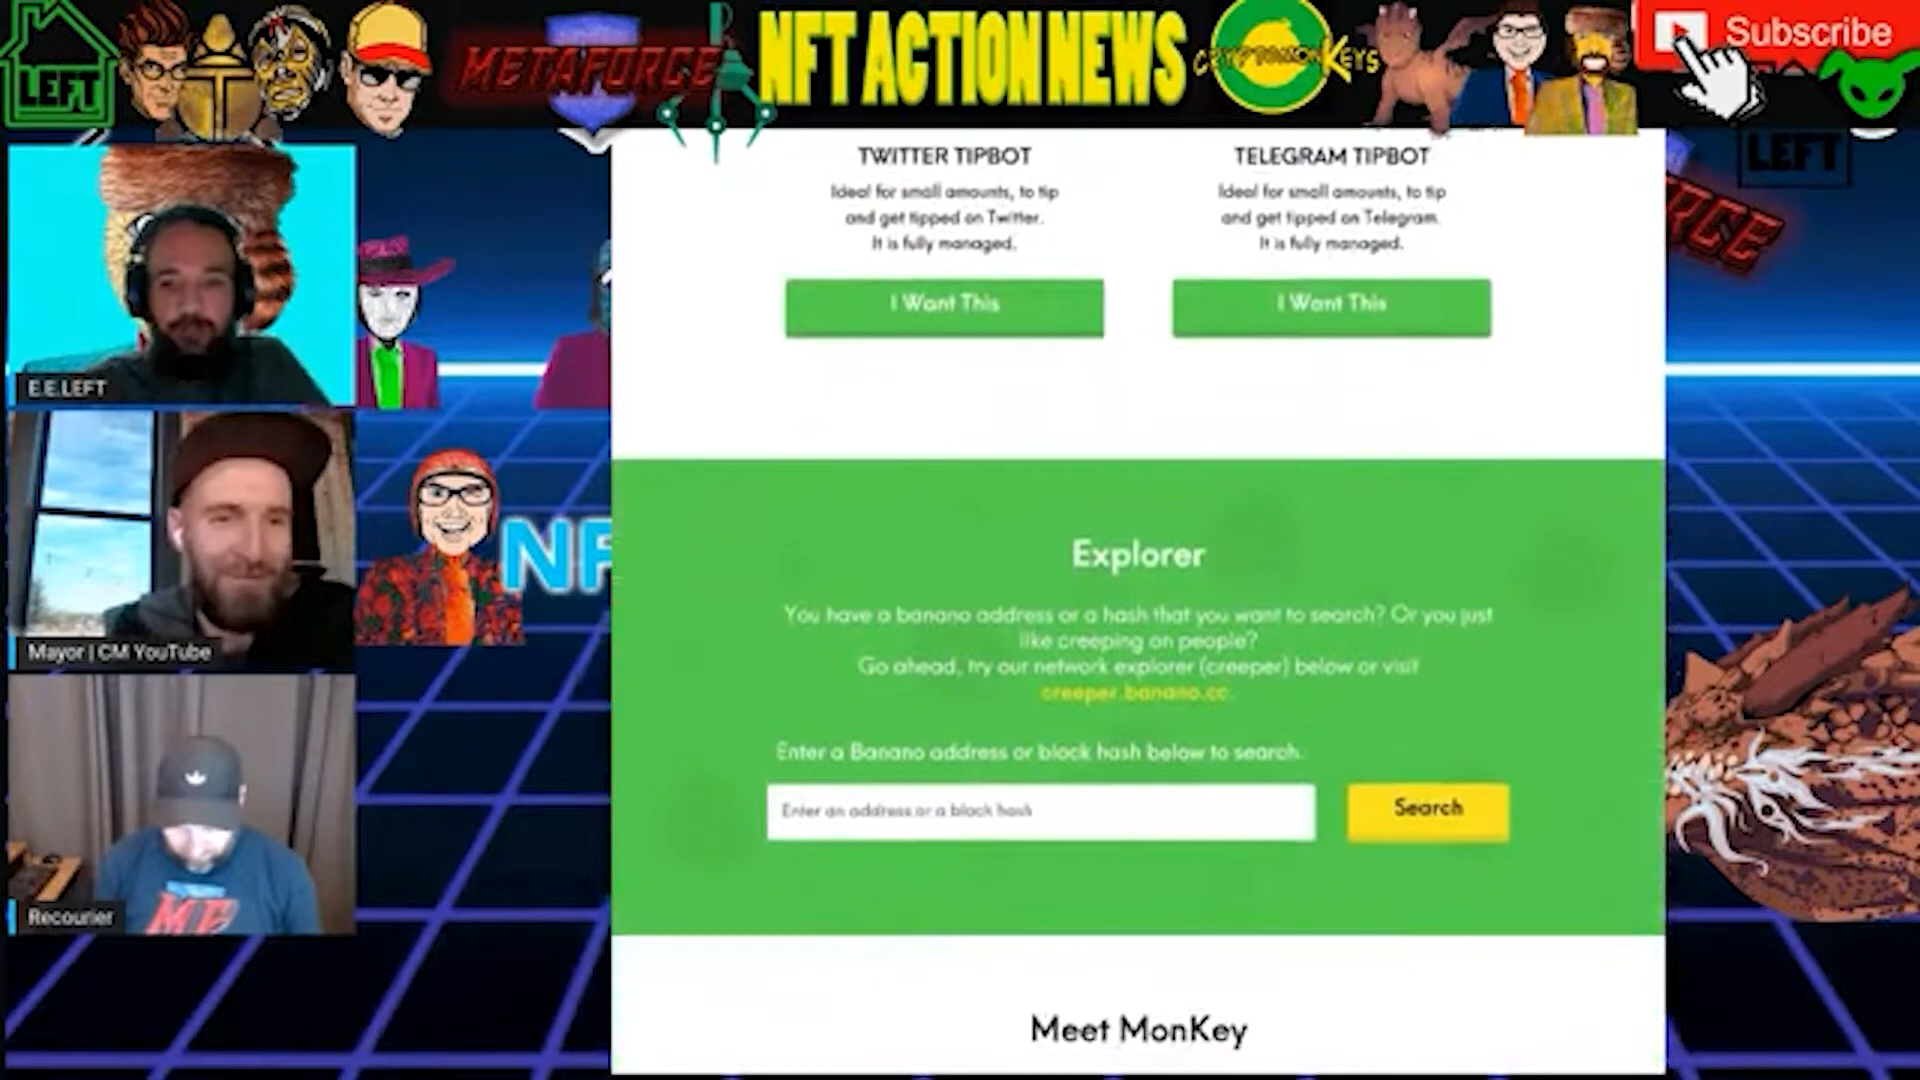 LEFT
METAFORCE
NFT ACTION NEWS
CRYPTOMONKEYS
Subscribe
LEFT
TWITTER TIPBOT
Ideal for small amounts, to tip
and get tipped on Twitter.
It is fully managed.
I Want This
TELEGRAM TIPBOT
Ideal for small amounts, to tip
and get tipped on Telegram.
It is fully managed.
I Want This
RCE
E.E.LEFT
Mayor | CM YouTube
NF
Recourier
MF
Explorer
You have a banano address or a hash that you want to search? Or you just
like creeping on people?
Go ahead, try our network explorer (creeper) below or visit
creeper.banano.cc.
Enter a Banano address or block hash below to search.
Enter an address or a block hash
Search
Meet MonKey